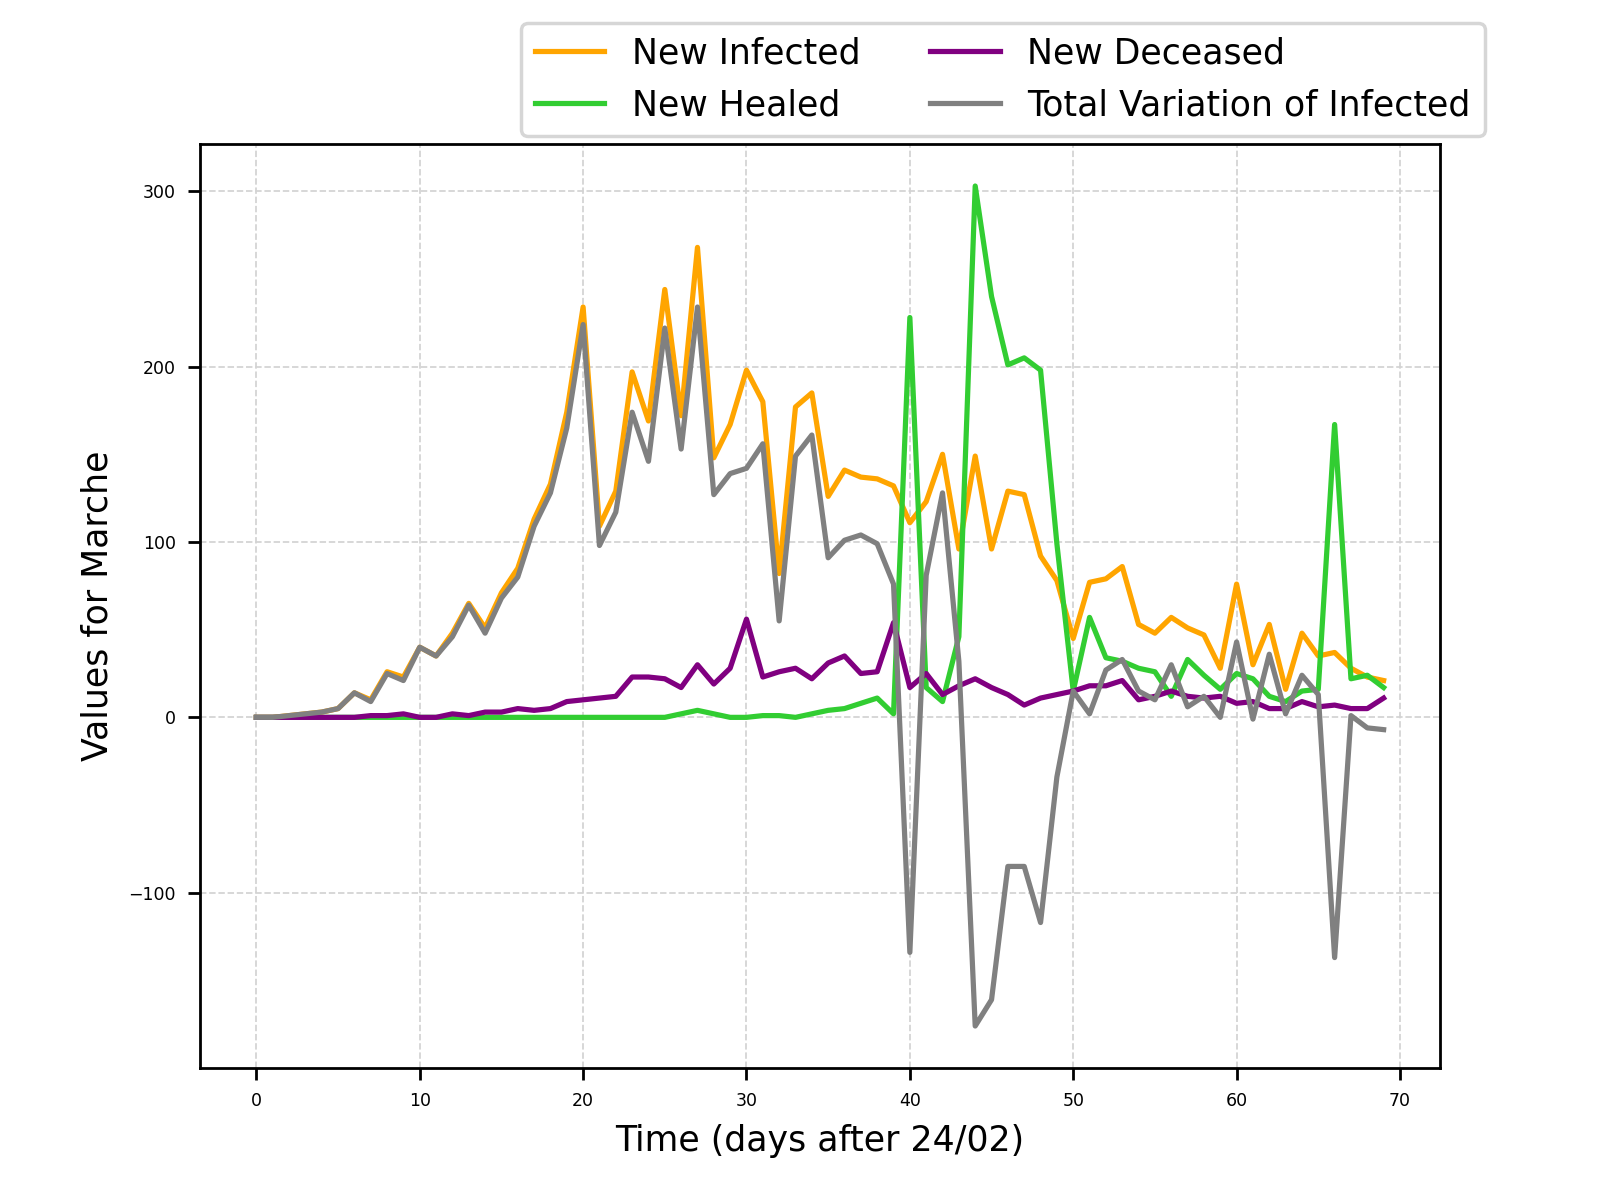 New Infected
New Healed
New Deceased
Total Variation of Infected
300
200
100
0
−100
Values for Marche
0 10 20 30 40 50 60 70
Time (days after 24/02)